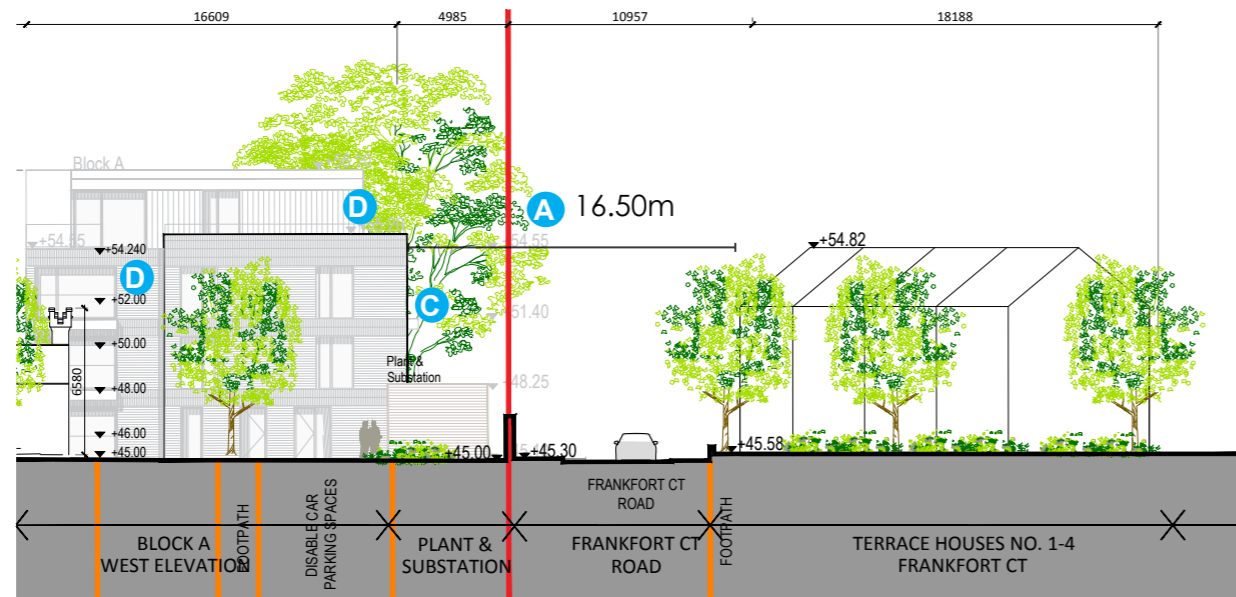 16609
4985
10957
18188
Block A
D
A
16.50m
+54.55
+54.240
+54.55
+54.82
D
+52.00
C
+51.40
+50.00
Plant &
Substation
+48.25
6580
+48.00
+46.00
+45.00
+45.00
+45.30
+45.58
FRANKFORT CT
ROAD
BLOCK A
WEST ELEVATION
FOOTPATH
DISABLE CAR
PARKING SPACES
PLANT &
SUBSTATION
FRANKFORT CT
ROAD
FOOTPATH
TERRACE HOUSES NO. 1-4
FRANKFORT CT